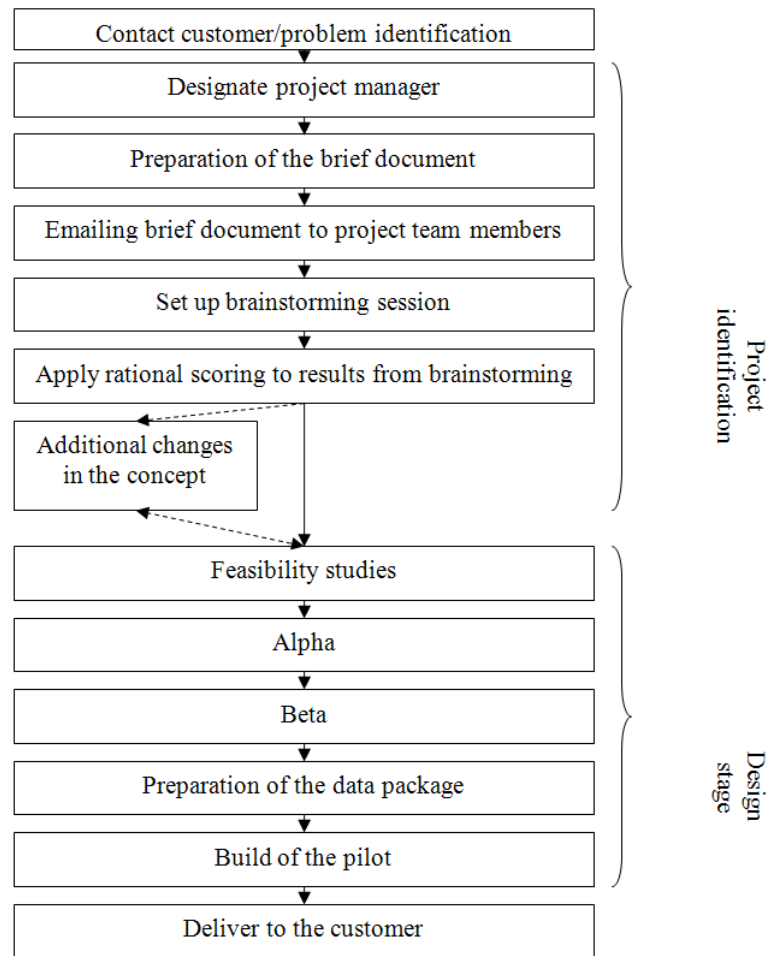 Contact customer/problem identification
Designate project manager
Preparation of the brief document
Emailing brief document to project team members
Set up brainstorming session
Apply rational scoring to results from brainstorming
Additional changes
in the concept
Project
identification
Feasibility studies
Alpha
Beta
Preparation of the data package
Build of the pilot
Design
stage
Deliver to the customer